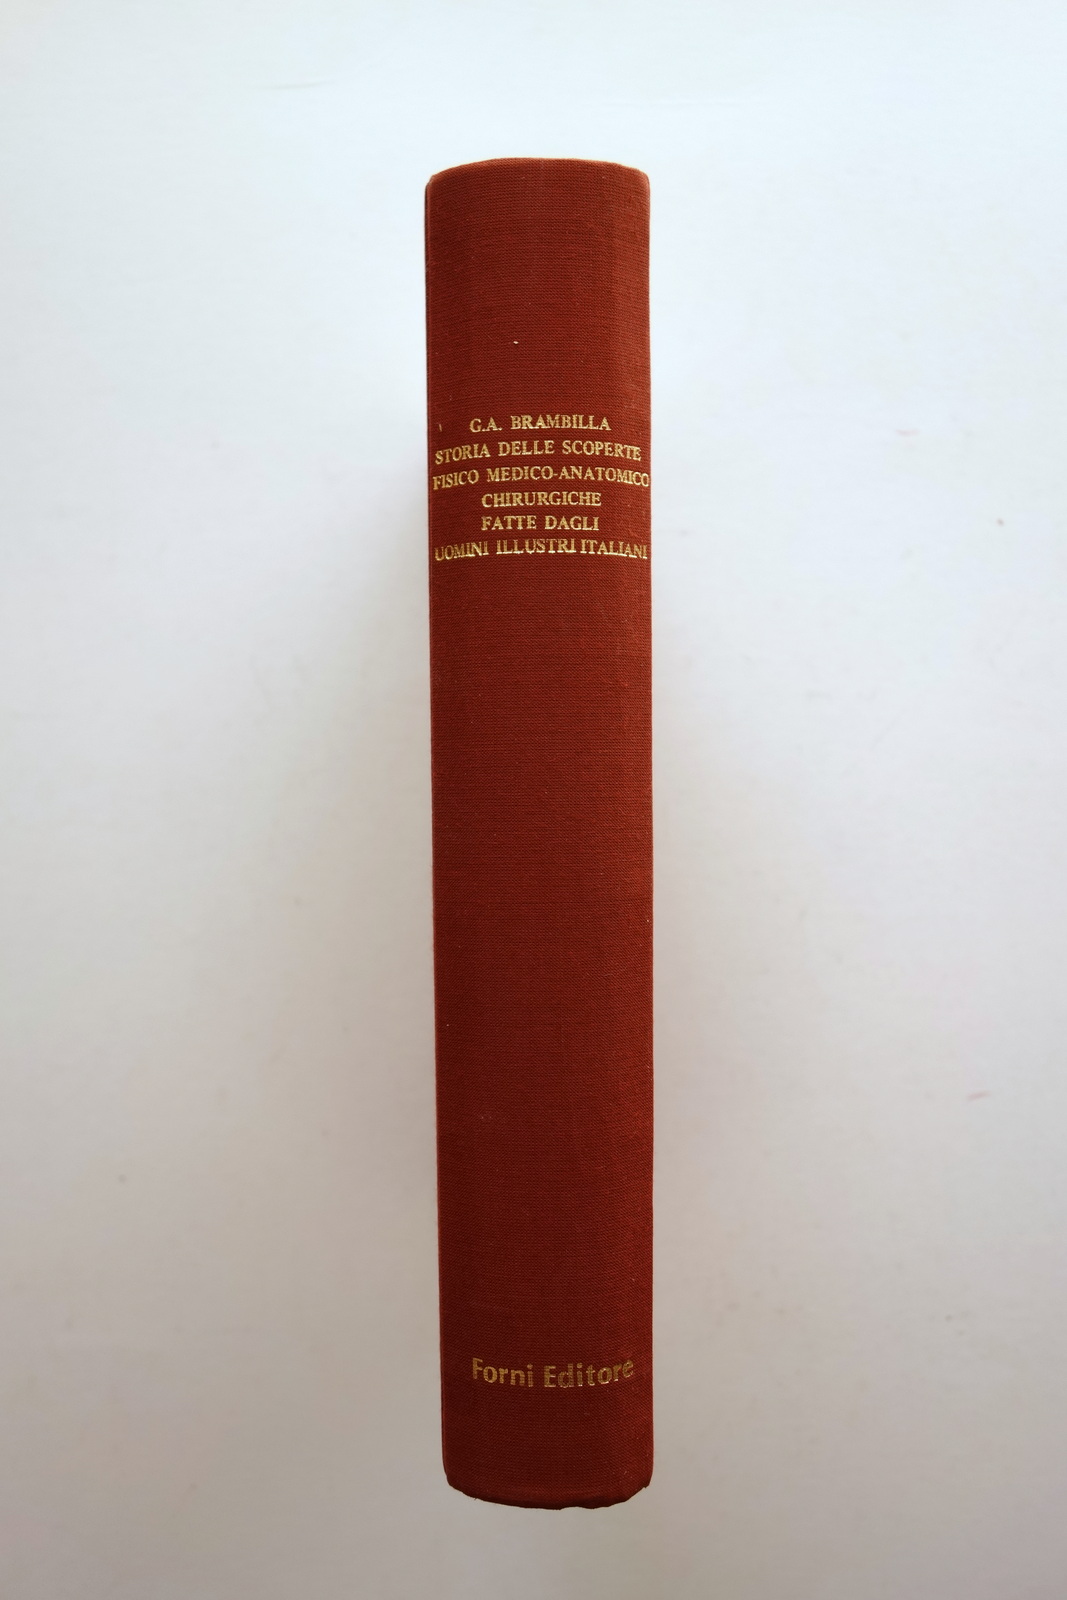 G.A. BRAMBILLA
STORIA DELLE SCOPERTE
FISICO MEDICO-ANATOMICO
CHIRURGICHE
FATTE DAGLI
UOMINI ILLUSTRI ITALIANI
Forni Editore